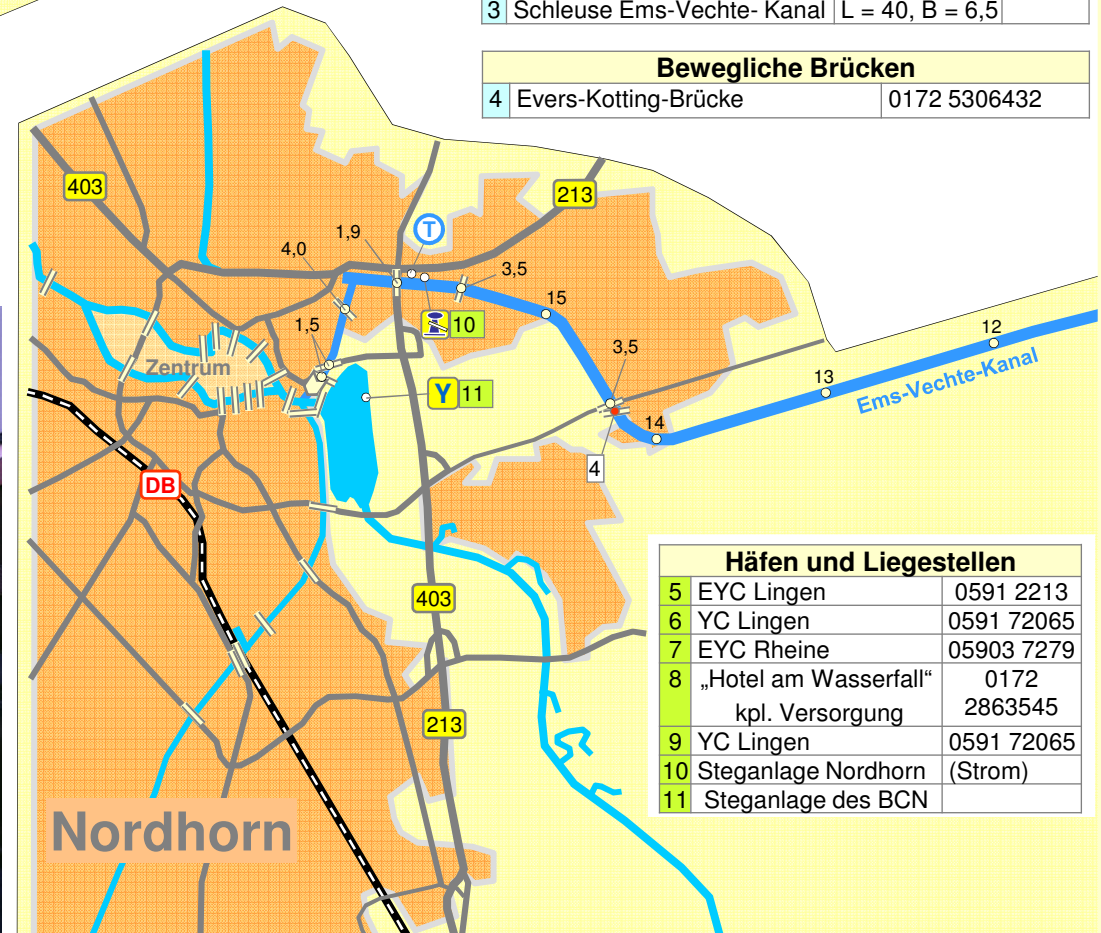 3 Schleuse Ems-Vechte- Kanal L = 40, B = 6,5
Bewegliche Brücken
4 Evers-Kotting-Brücke 0172 5306432
403
213
1,9
T
4,0
3,5
15
10
1,5
12
Zentrum
3,5
13
Ems-Vechte-Kanal
Y 11
14
4
DB
Häfen und Liegestellen
5 EYC Lingen 0591 2213
6 YC Lingen 0591 72065
7 EYC Rheine 05903 7279
8 „Hotel am Wasserfall“ 0172
kpl. Versorgung 2863545
9 YC Lingen 0591 72065
10 Steganlage Nordhorn (Strom)
11 Steganlage des BCN
403
213
Nordhorn